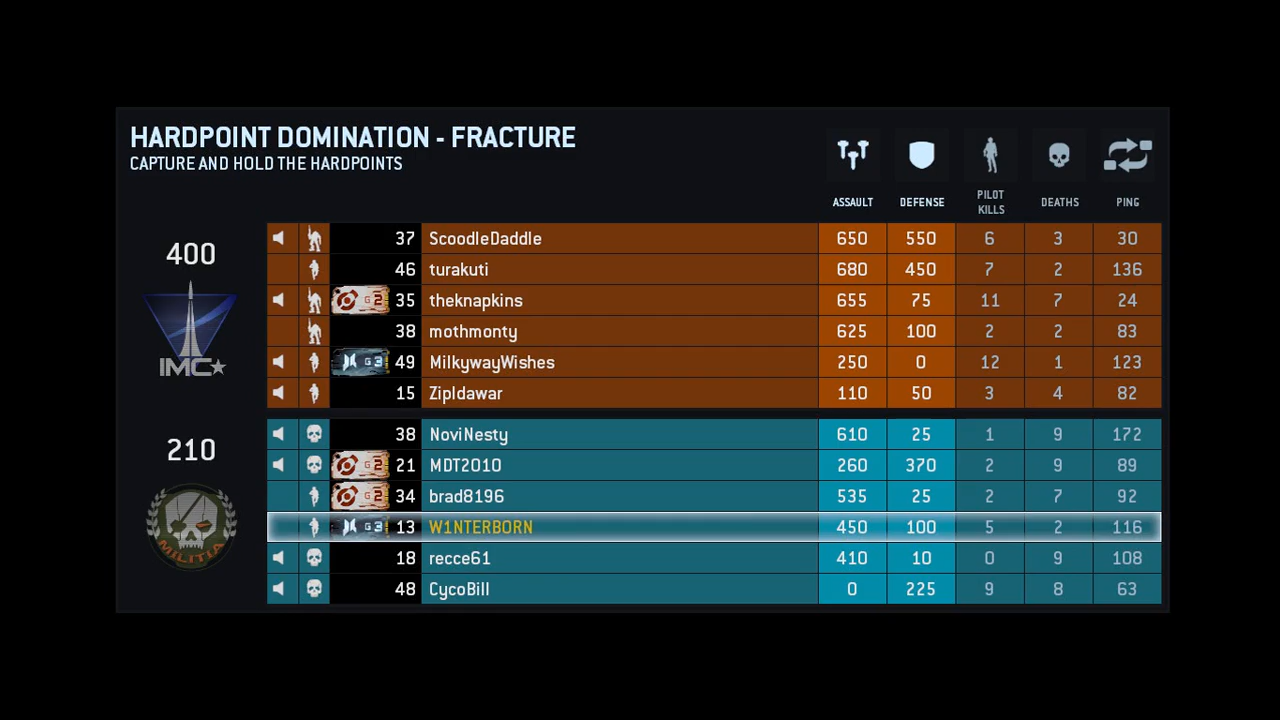 HARDPOINT DOMINATION - FRACTURE
CAPTURE AND HOLD THE HARDPOINTS
ASSAULT DEFENSE PILOT KILLS DEATHS PING
400
IMC
37 ScoodleDaddle 650 550 6 3 30
46 turakuti 680 450 7 2 136
G2 35 theknapkins 655 75 11 7 24
38 mothmonty 625 100 2 2 83
G3 49 MilkywayWishes 250 0 12 1 123
15 Zipldawar 110 50 3 4 82
210
MILITIA
38 NoviNesty 610 25 1 9 172
G2 21 MDT2010 260 370 2 9 89
G2 34 brad8196 535 25 2 7 92
G3 13 W1NTERBORN 450 100 5 2 116
18 recce61 410 10 0 9 108
48 CycoBill 0 225 9 8 63